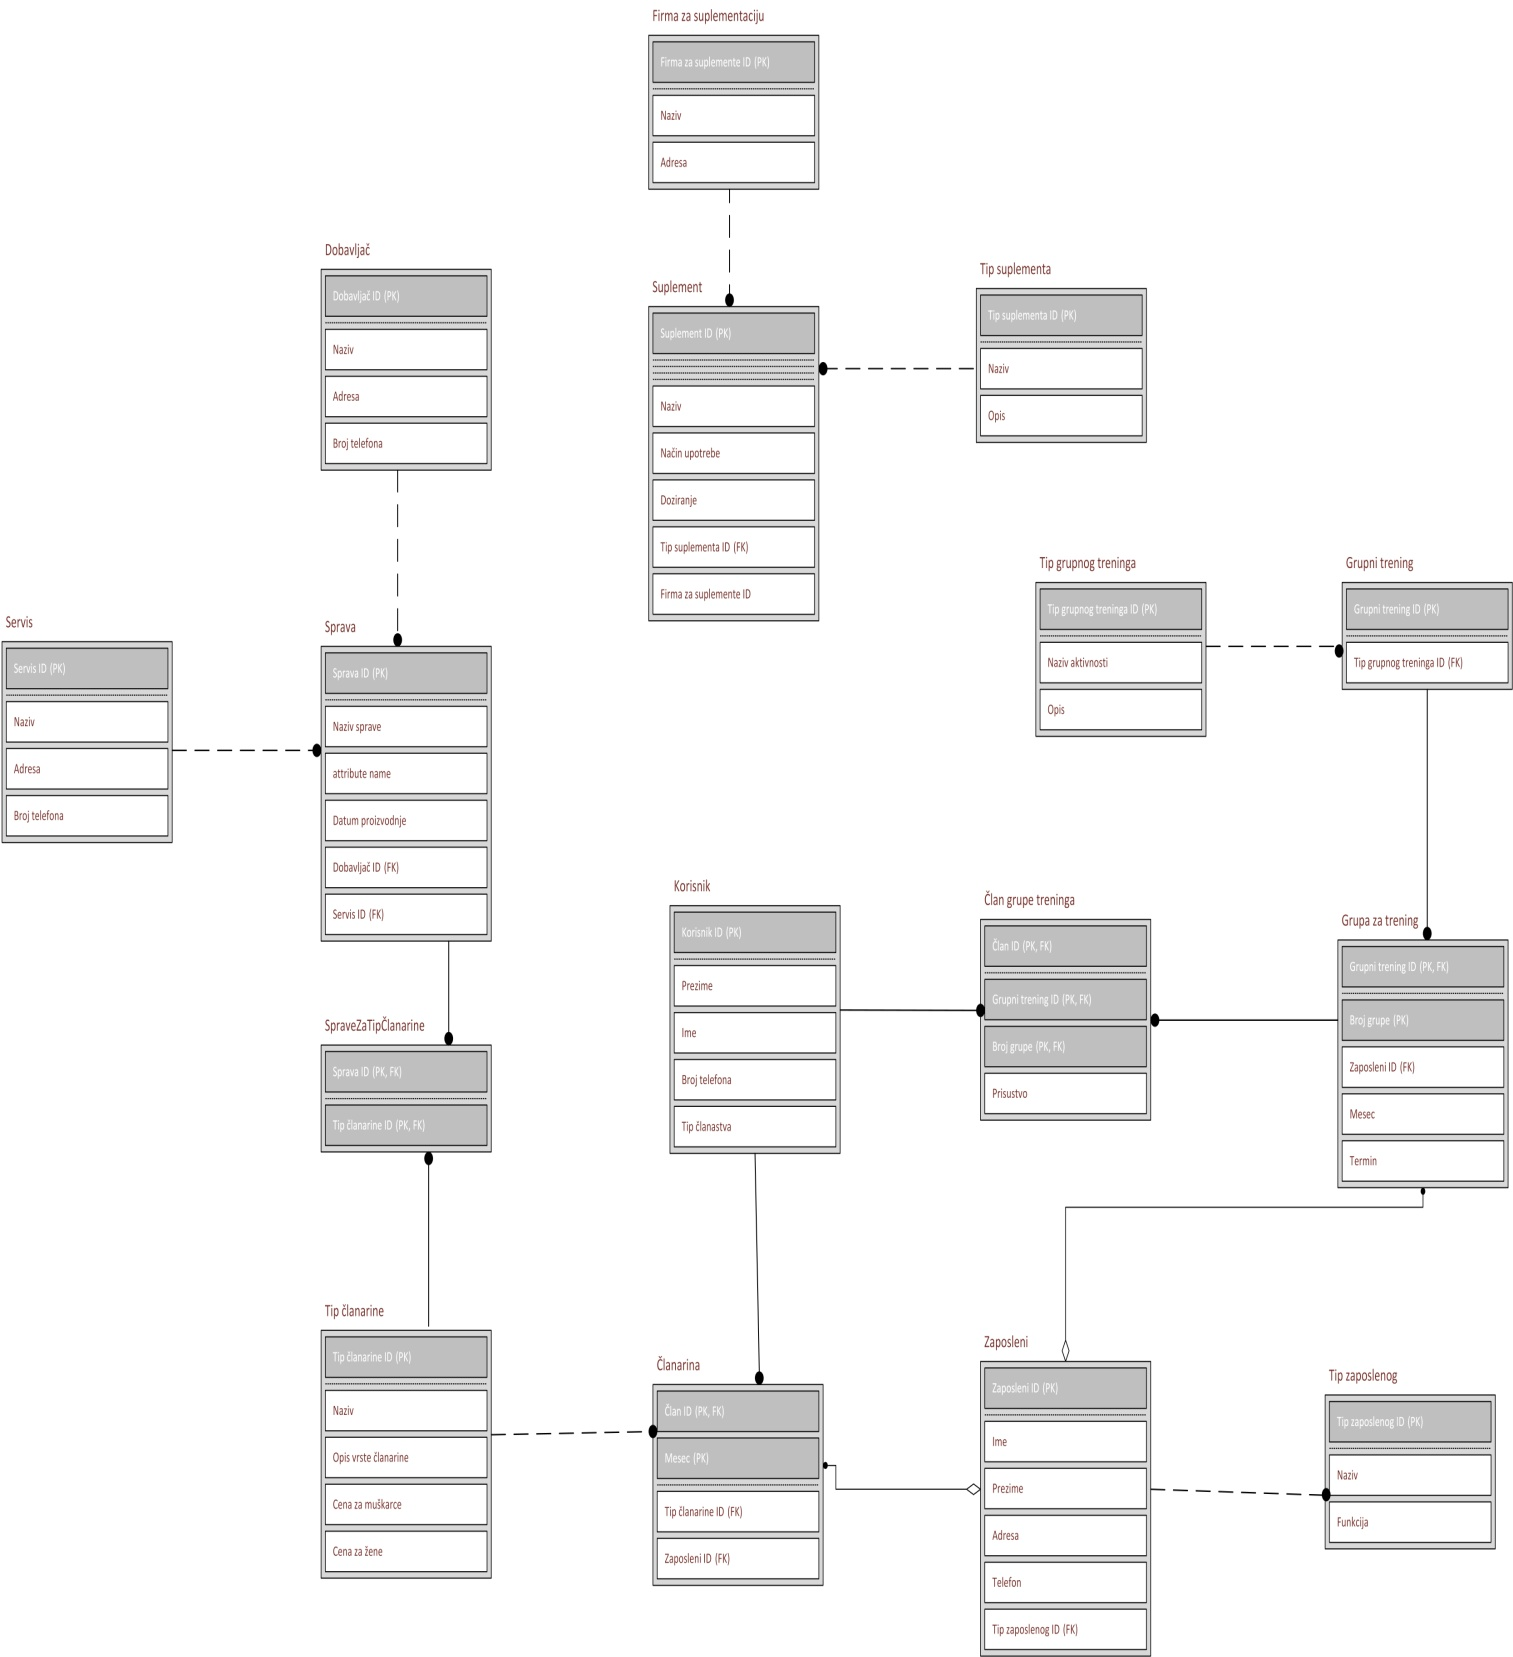 Firma za suplementaciju
Firma za suplemente ID (PK)
Naziv
Adresa
Dobavljač
Dobavljač ID (PK)
Naziv
Adresa
Broj telefona
Suplement
Suplement ID (PK)
Naziv
Način upotrebe
Doziranje
Tip suplementa ID (FK)
Firma za suplemente ID
Tip suplementa
Tip suplementa ID (PK)
Naziv
Opis
Tip grupnog treninga
Tip grupnog treninga ID (PK)
Naziv aktivnosti
Opis
Grupni trening
Grupni trening ID (PK)
Tip grupnog treninga ID (FK)
Servis
Servis ID (PK)
Naziv
Adresa
Broj telefona
Sprava
Sprava ID (PK)
Naziv sprave
attribute name
Datum proizvodnje
Dobavljač ID (FK)
Servis ID (FK)
Korisnik
Korisnik ID (PK)
Prezime
Ime
Broj telefona
Tip članastva
Član grupe treninga
Član ID (PK, FK)
Grupni trening ID (PK, FK)
Broj grupe (PK, FK)
Prisustvo
Grupa za trening
Grupni trening ID (PK, FK)
Broj grupe (PK)
Zaposleni ID (FK)
Mesec
Termin
SpraveZaTipČlanarine
Sprava ID (PK, FK)
Tip članarine ID (PK, FK)
Tip članarine
Tip članarine ID (PK)
Naziv
Opis vrste članarine
Cena za muškarce
Cena za žene
Članarina
Član ID (PK, FK)
Mesec (PK)
Tip članarine ID (FK)
Zaposleni ID (FK)
Zaposleni
Zaposleni ID (PK)
Ime
Prezime
Adresa
Telefon
Tip zaposlenog ID (FK)
Tip zaposlenog
Tip zaposlenog ID (PK)
Naziv
Funkcija